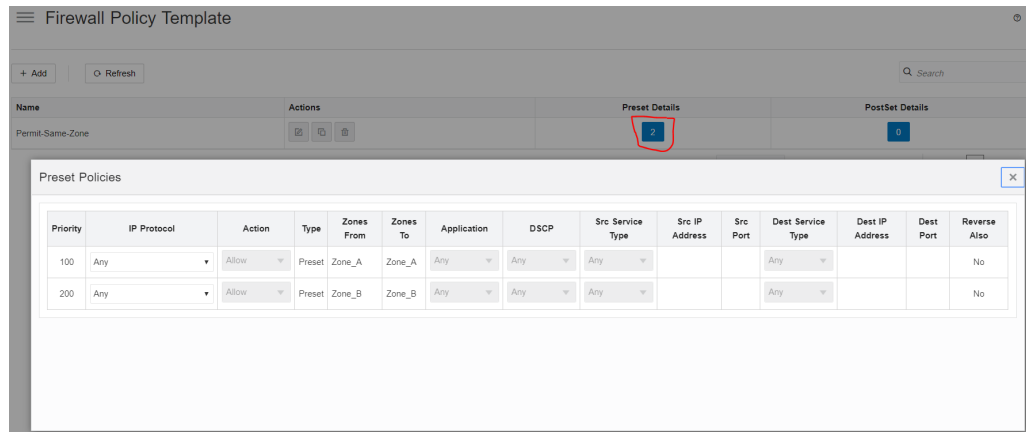 Firewall Policy Template
+ Add Refresh Search
Name Actions Preset Details PostSet Details
Permit-Same-Zone 2 0
Preset Policies ×
Priority IP Protocol Action Type Zones From Zones To Application DSCP Src Service Type Src IP Address Src Port Dest Service Type Dest IP Address Dest Port Reverse Also
100 Any Allow Preset Zone_A Zone_A Any Any Any Any No
200 Any Allow Preset Zone_B Zone_B Any Any Any Any No